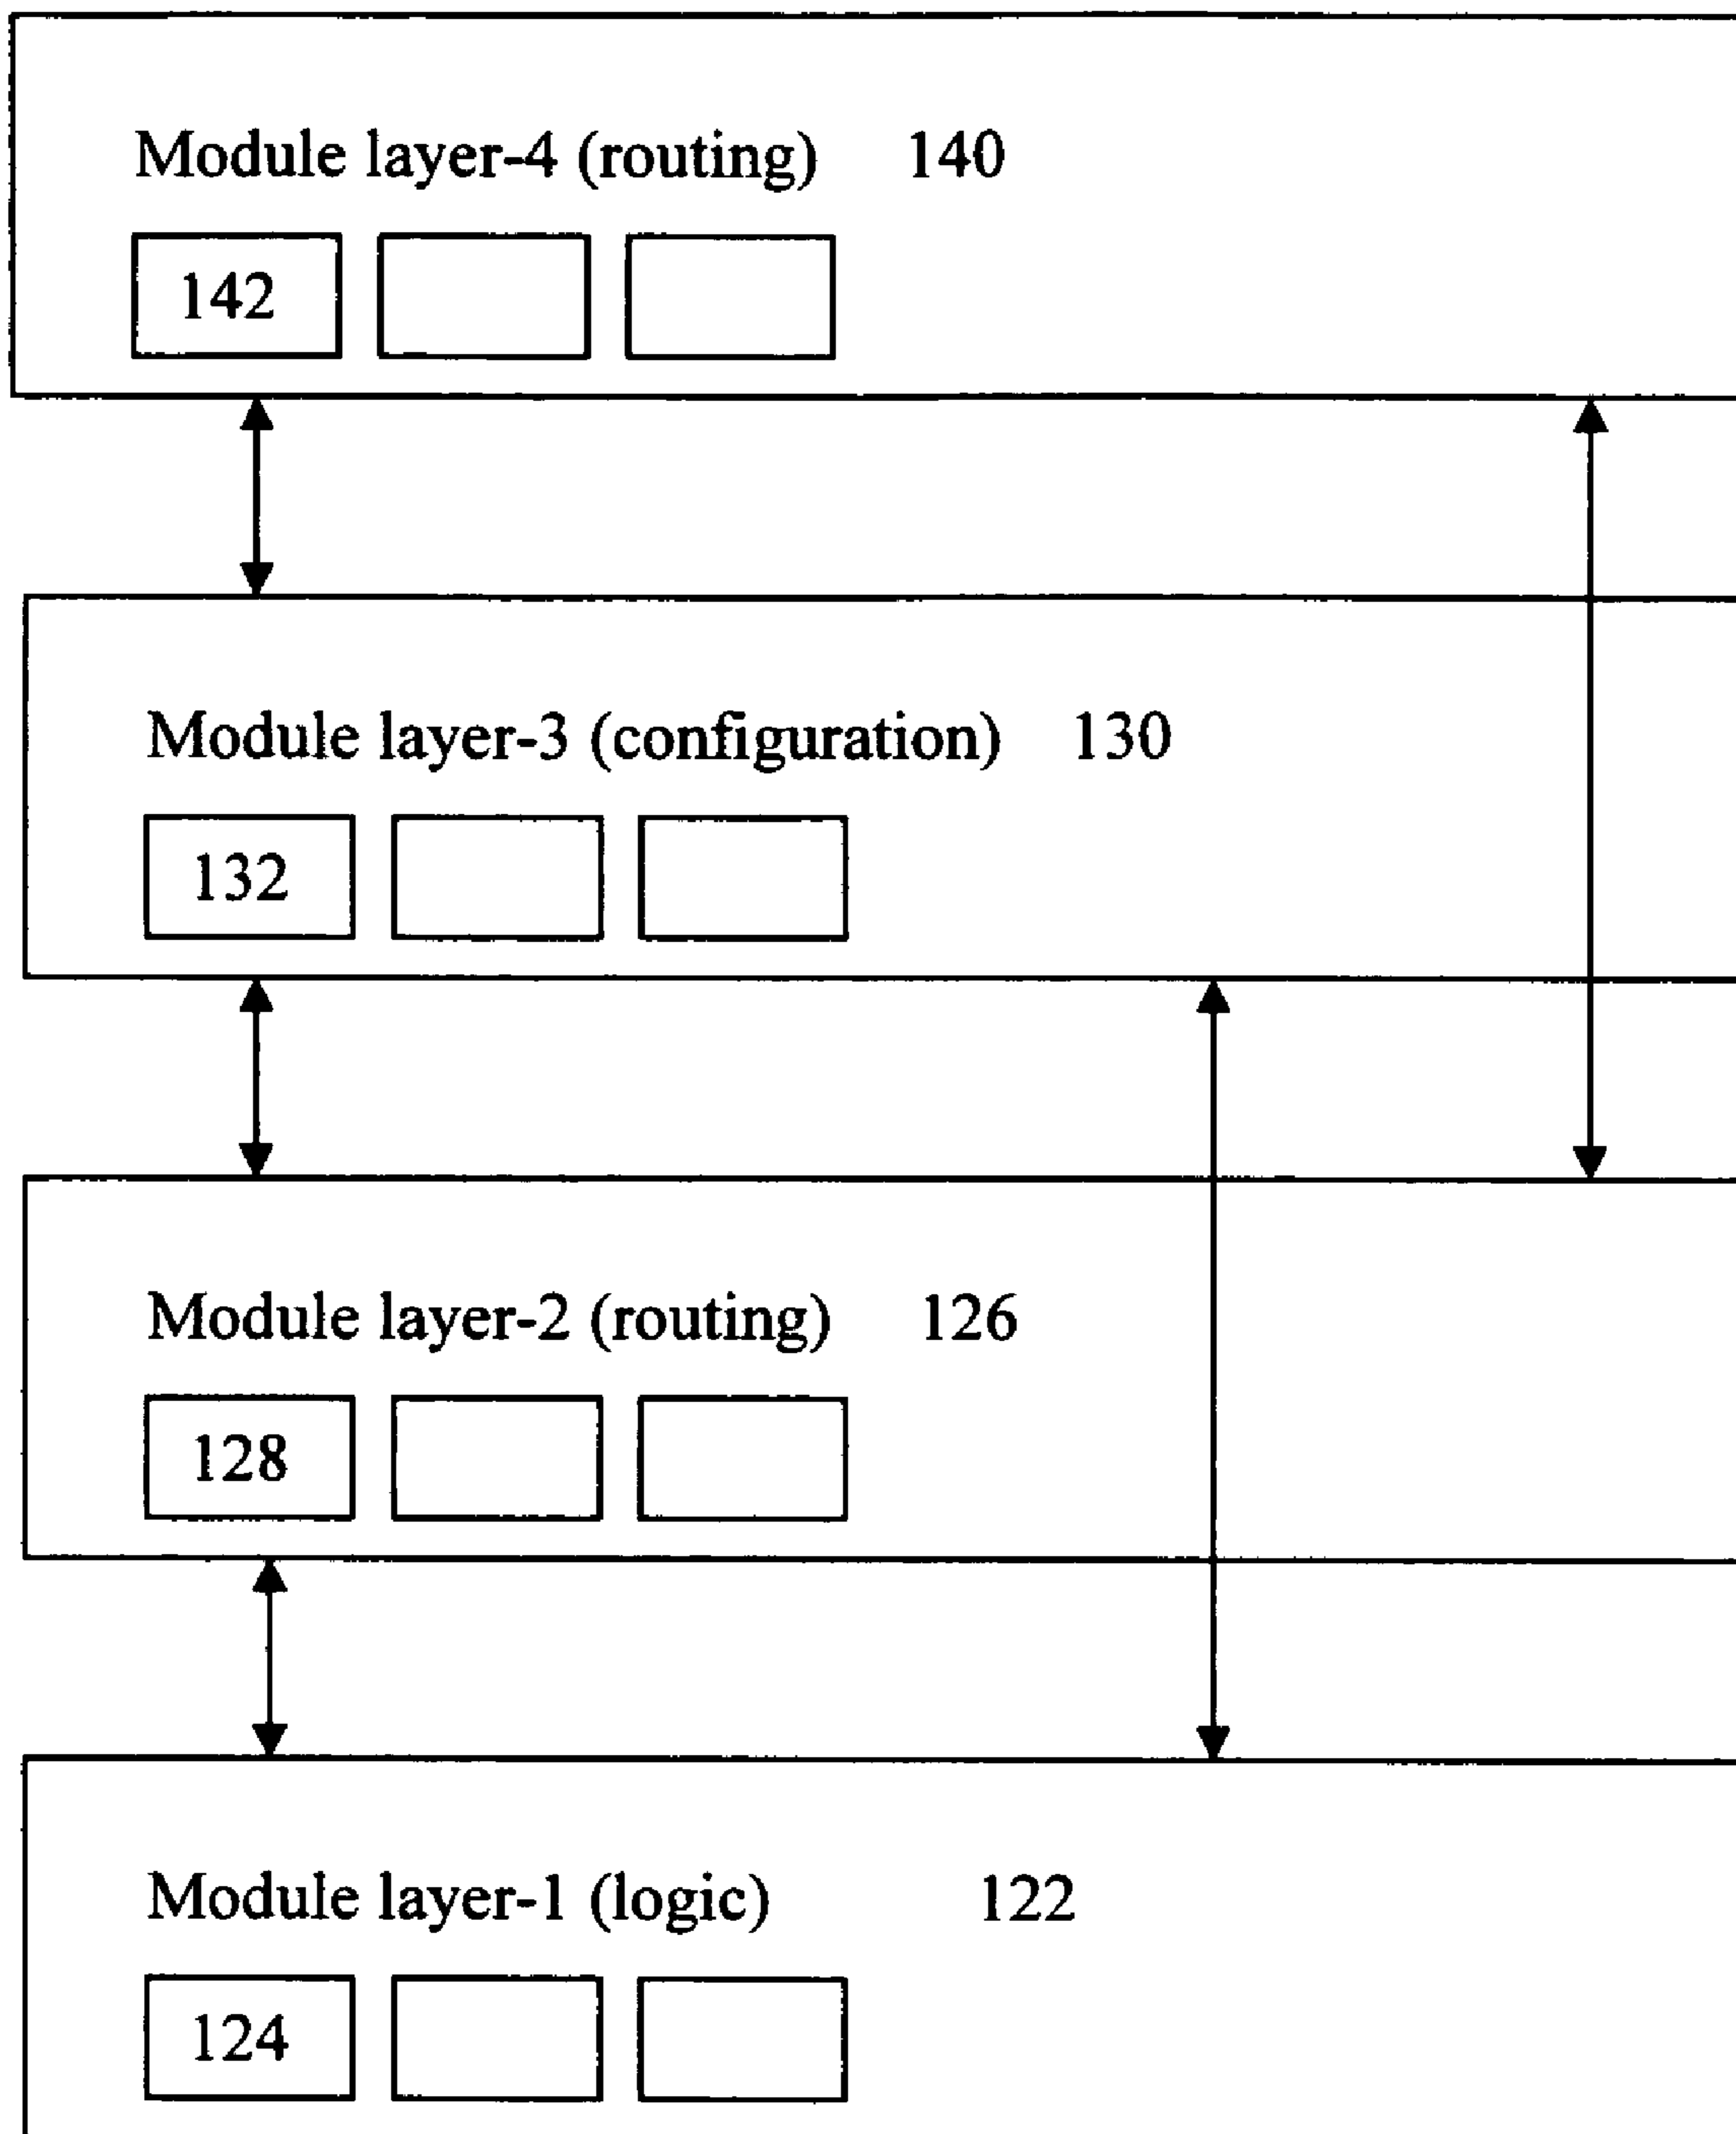 Module layer-4 (routing) 140
142
Module layer-3 (configuration) 130
132
Module layer-2 (routing) 126
128
Module layer-1 (logic) 122
124